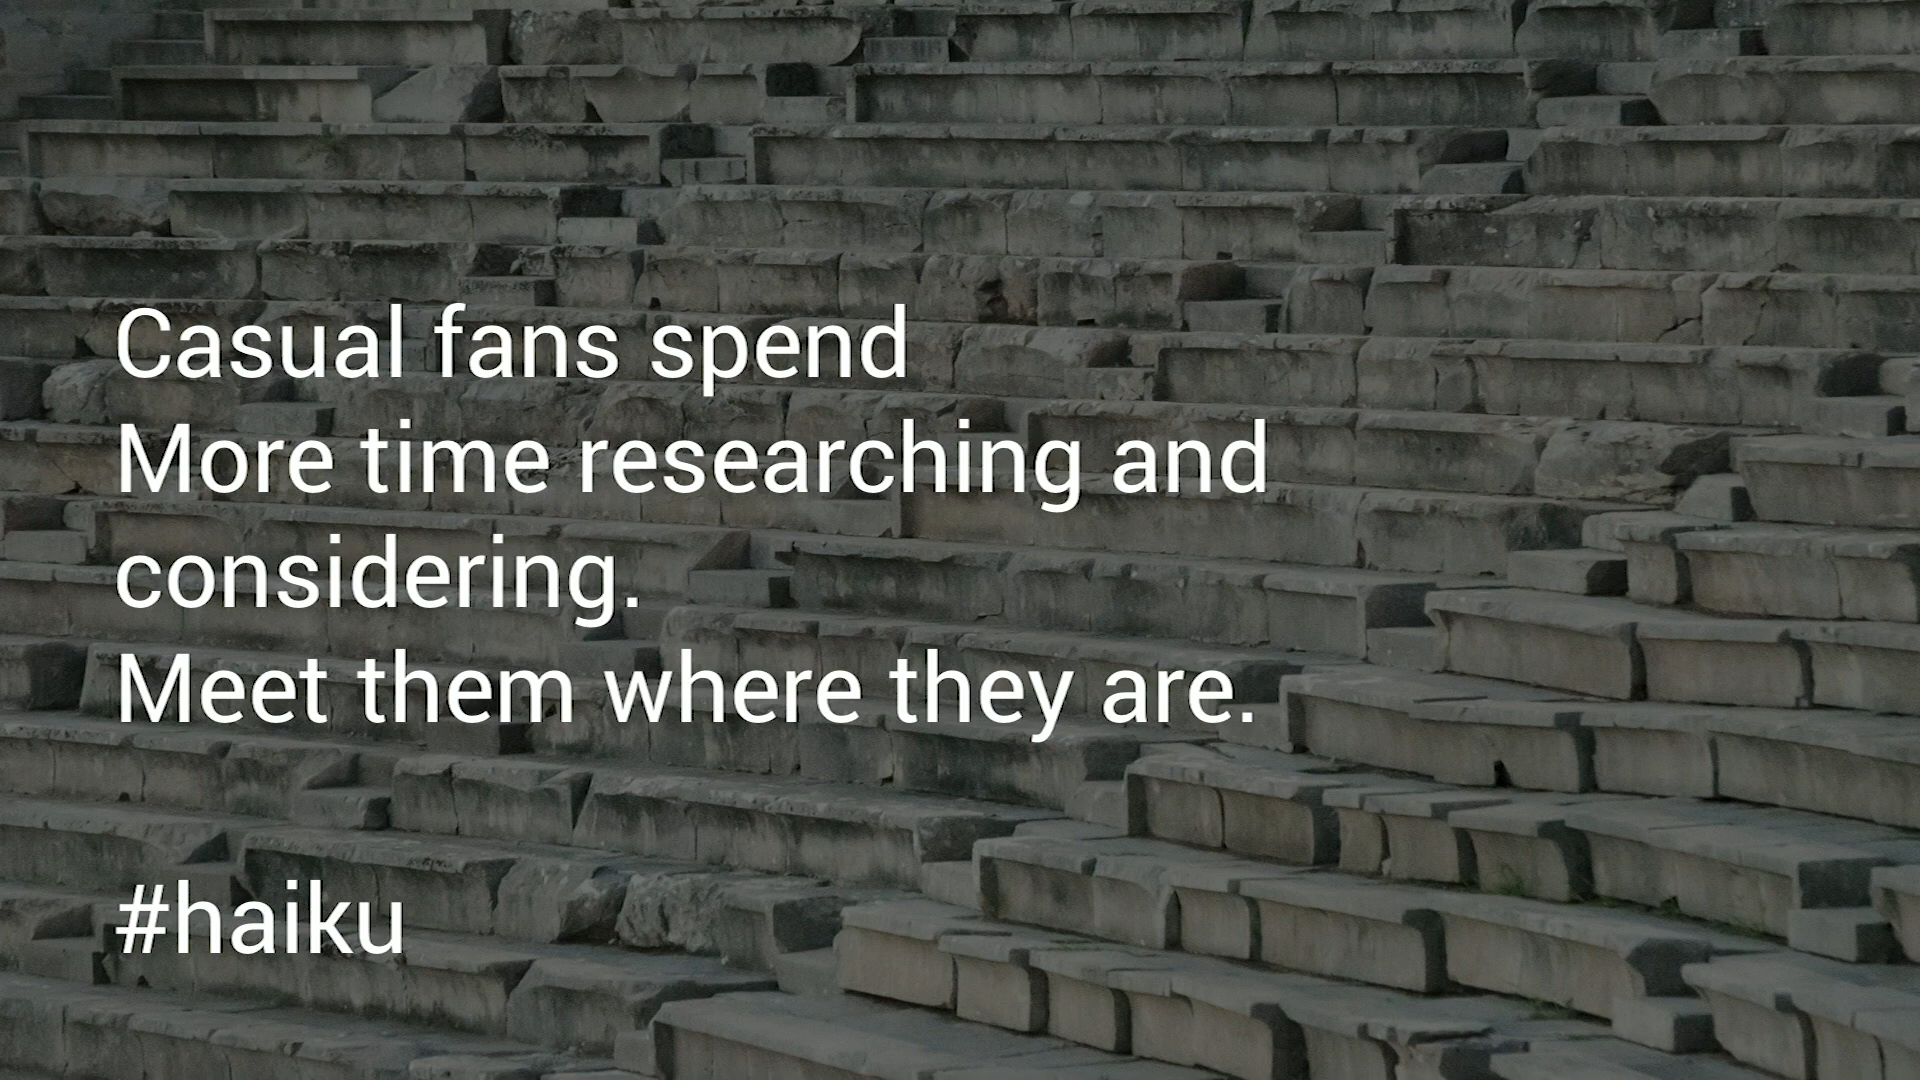 Casual fans spend
More time researching and
considering.
Meet them where they are.
#haiku